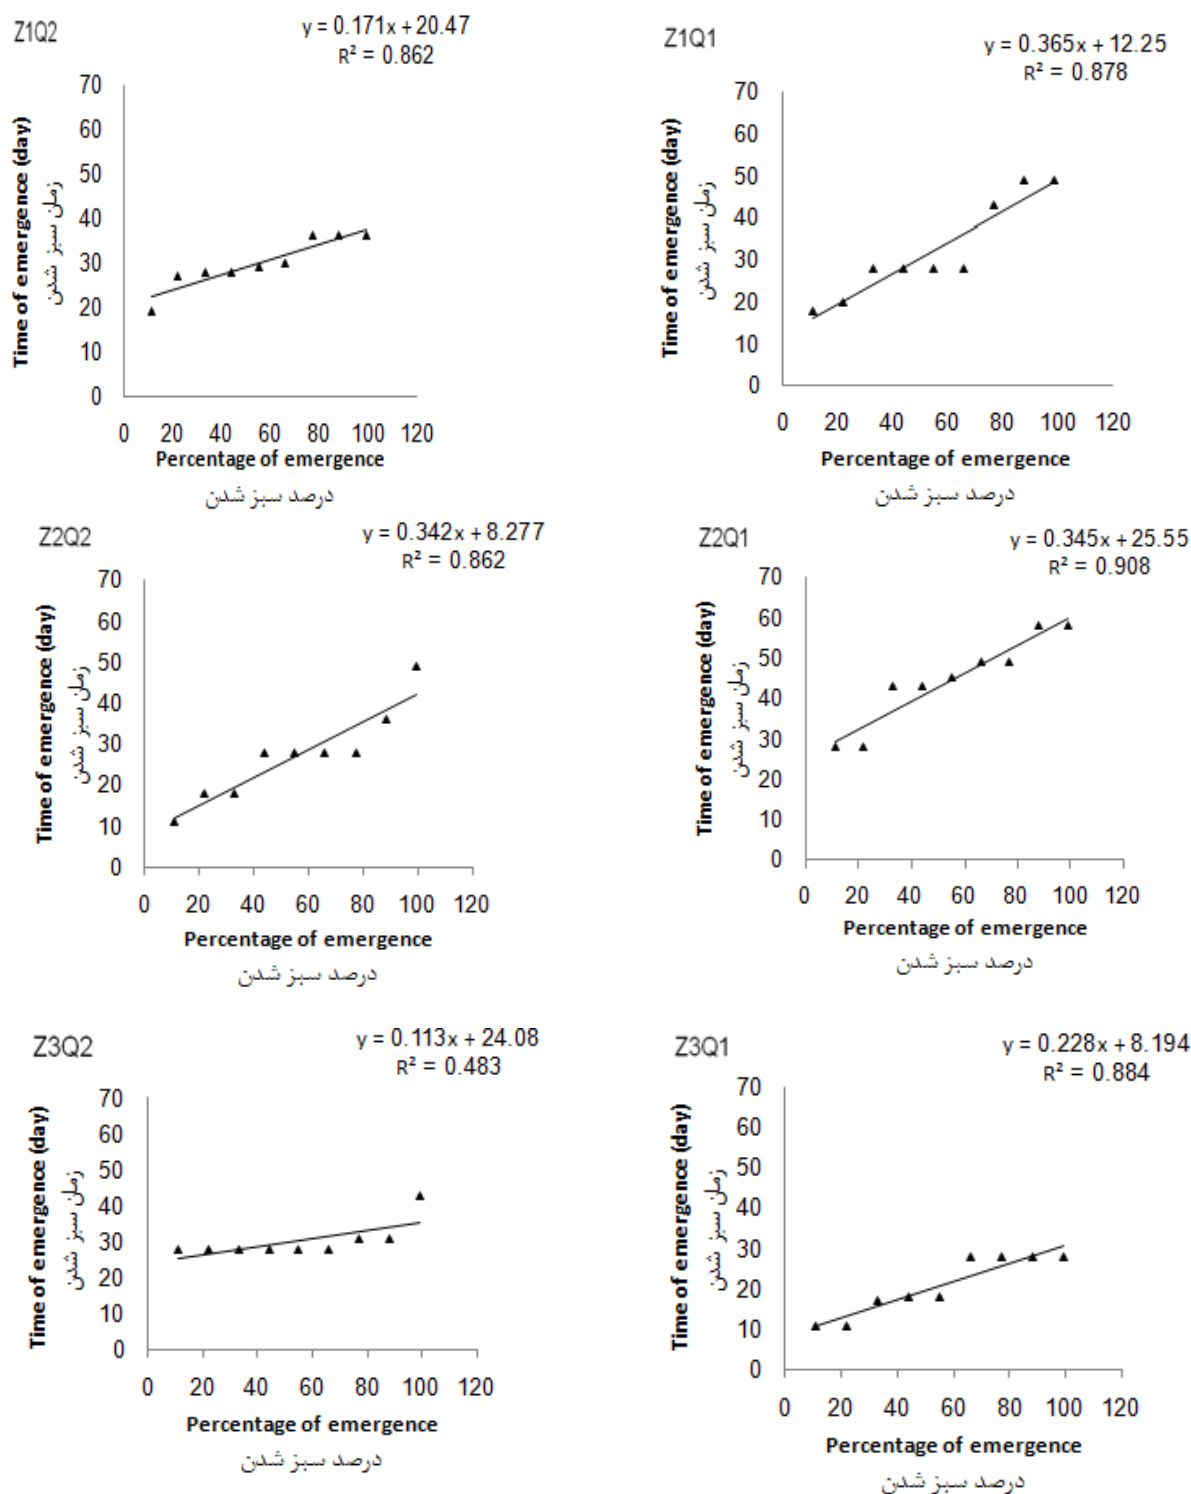 Z1Q2
y = 0.171x + 20.47
R² = 0.862
Time of emergence (day)
زمان سبز شدن
70
60
50
40
30
20
10
0
0 20 40 60 80 100 120
Percentage of emergence
درصد سبز شدن
Z1Q1
y = 0.365x + 12.25
R² = 0.878
Time of emergence (day)
زمان سبز شدن
70
60
50
40
30
20
10
0
0 20 40 60 80 100 120
Percentage of emergence
درصد سبز شدن
Z2Q2
y = 0.342x + 8.277
R² = 0.862
Time of emergence (day)
زمان سبز شدن
70
60
50
40
30
20
10
0
0 20 40 60 80 100 120
Percentage of emergence
درصد سبز شدن
Z2Q1
y = 0.345x + 25.55
R² = 0.908
Time of emergence (day)
زمان سبز شدن
70
60
50
40
30
20
10
0
0 20 40 60 80 100 120
Percentage of emergence
درصد سبز شدن
Z3Q2
y = 0.113x + 24.08
R² = 0.483
Time of emergence (day)
زمان سبز شدن
70
60
50
40
30
20
10
0
0 20 40 60 80 100 120
Percentage of emergence
درصد سبز شدن
Z3Q1
y = 0.228x + 8.194
R² = 0.884
Time of emergence (day)
زمان سبز شدن
70
60
50
40
30
20
10
0
0 20 40 60 80 100 120
Percentage of emergence
درصد سبز شدن